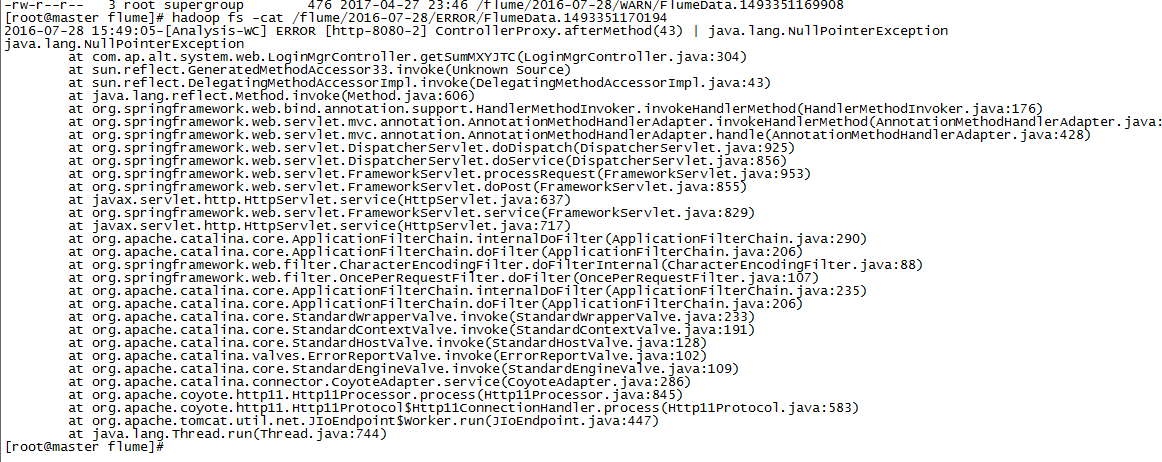 -rw-r--r--   3 root supergroup        476 2017-04-27 23:46 /flume/2016-07-28/WARN/FlumeData.1493351169908
[root@master flume]# hadoop fs -cat /flume/2016-07-28/ERROR/FlumeData.1493351170194
2016-07-28 15:49:05-[Analysis-WC] ERROR [http-8080-2] ControllerProxy.afterMethod(43) | java.lang.NullPointerException
java.lang.NullPointerException
        at com.ap.alt.system.web.LoginMgrController.getSumMXYJTC(LoginMgrController.java:304)
        at sun.reflect.GeneratedMethodAccessor33.invoke(Unknown Source)
        at sun.reflect.DelegatingMethodAccessorImpl.invoke(DelegatingMethodAccessorImpl.java:43)
        at java.lang.reflect.Method.invoke(Method.java:606)
        at org.springframework.web.bind.annotation.support.HandlerMethodInvoker.invokeHandlerMethod(HandlerMethodInvoker.java:176)
        at org.springframework.web.servlet.mvc.annotation.AnnotationMethodHandlerAdapter.invokeHandlerMethod(AnnotationMethodHandlerAdapter.java:
        at org.springframework.web.servlet.mvc.annotation.AnnotationMethodHandlerAdapter.handle(AnnotationMethodHandlerAdapter.java:428)
        at org.springframework.web.servlet.DispatcherServlet.doDispatch(DispatcherServlet.java:925)
        at org.springframework.web.servlet.DispatcherServlet.doService(DispatcherServlet.java:856)
        at org.springframework.web.servlet.FrameworkServlet.processRequest(FrameworkServlet.java:953)
        at org.springframework.web.servlet.FrameworkServlet.doPost(FrameworkServlet.java:855)
        at javax.servlet.http.HttpServlet.service(HttpServlet.java:637)
        at org.springframework.web.servlet.FrameworkServlet.service(FrameworkServlet.java:829)
        at javax.servlet.http.HttpServlet.service(HttpServlet.java:717)
        at org.apache.catalina.core.ApplicationFilterChain.internalDoFilter(ApplicationFilterChain.java:290)
        at org.apache.catalina.core.ApplicationFilterChain.doFilter(ApplicationFilterChain.java:206)
        at org.springframework.web.filter.CharacterEncodingFilter.doFilterInternal(CharacterEncodingFilter.java:88)
        at org.springframework.web.filter.OncePerRequestFilter.doFilter(OncePerRequestFilter.java:107)
        at org.apache.catalina.core.ApplicationFilterChain.internalDoFilter(ApplicationFilterChain.java:235)
        at org.apache.catalina.core.ApplicationFilterChain.doFilter(ApplicationFilterChain.java:206)
        at org.apache.catalina.core.StandardWrapperValve.invoke(StandardWrapperValve.java:233)
        at org.apache.catalina.core.StandardContextValve.invoke(StandardContextValve.java:191)
        at org.apache.catalina.core.StandardHostValve.invoke(StandardHostValve.java:128)
        at org.apache.catalina.valves.ErrorReportValve.invoke(ErrorReportValve.java:102)
        at org.apache.catalina.core.StandardEngineValve.invoke(StandardEngineValve.java:109)
        at org.apache.catalina.connector.CoyoteAdapter.service(CoyoteAdapter.java:286)
        at org.apache.coyote.http11.Http11Processor.process(Http11Processor.java:845)
        at org.apache.coyote.http11.Http11Protocol$Http11ConnectionHandler.process(Http11Protocol.java:583)
        at org.apache.tomcat.util.net.JIoEndpoint$Worker.run(JIoEndpoint.java:447)
        at java.lang.Thread.run(Thread.java:744)
[root@master flume]#